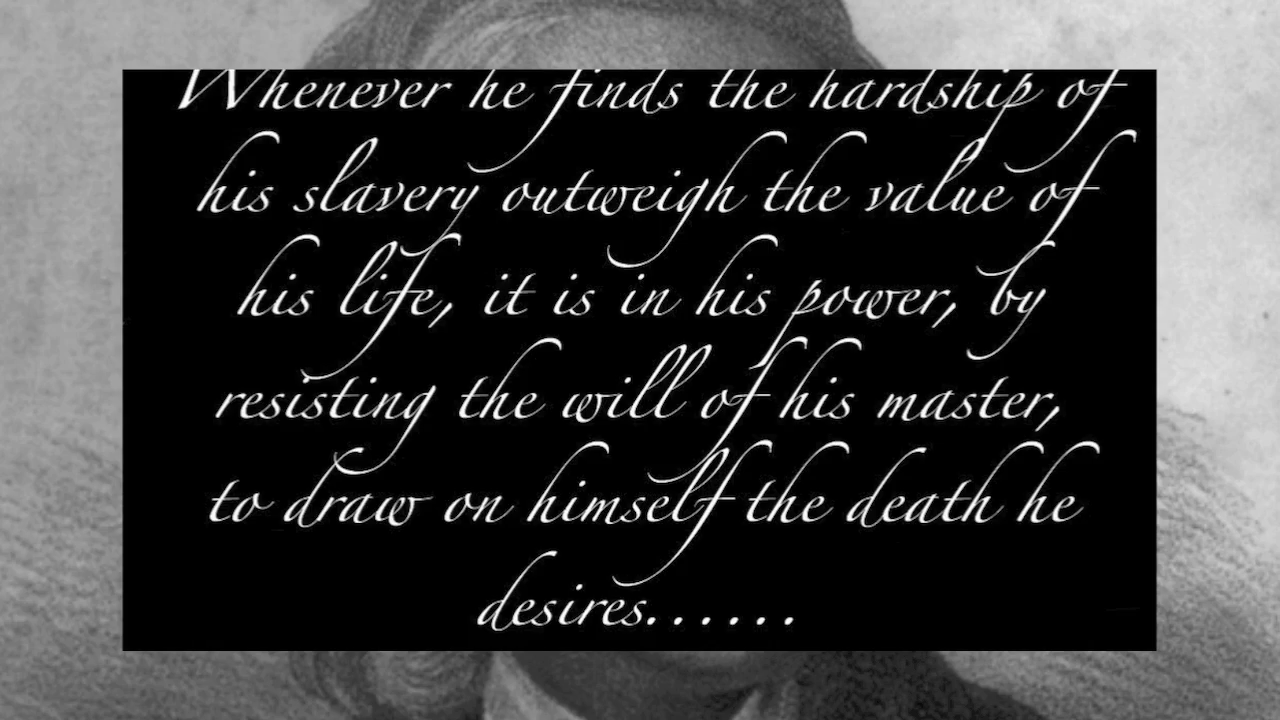 Whenever he finds the hardship of
his slavery outweigh the value of
his life, it is in his power, by
resisting the will of his master,
to draw on himself the death he
desires......